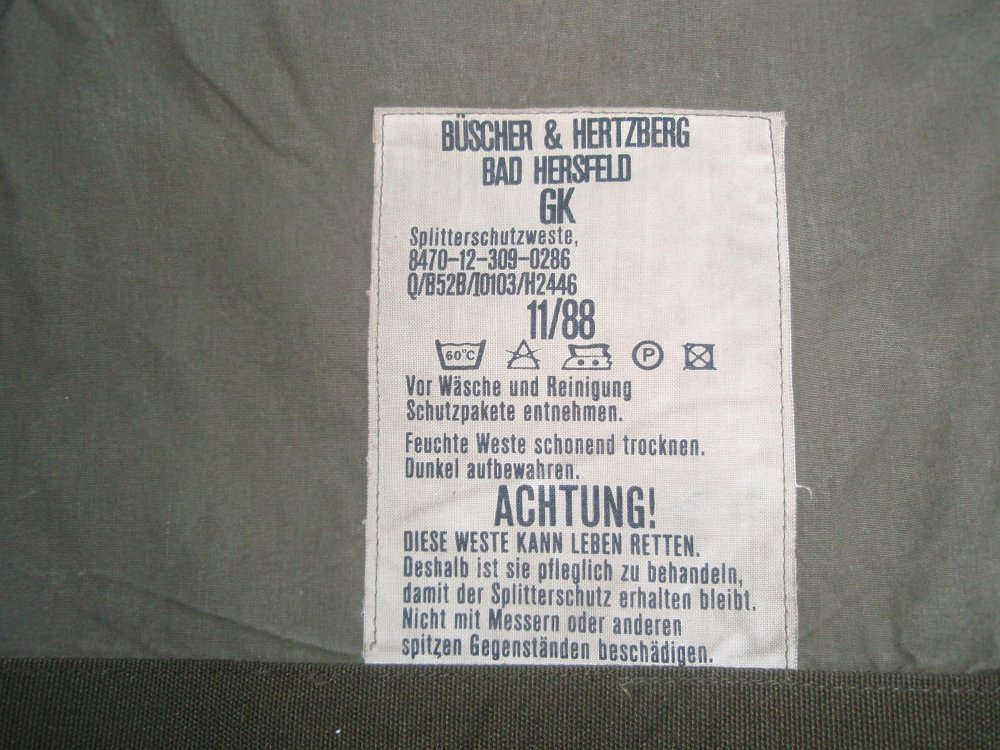 BÜSCHER & HERTZBERG
BAD HERSFELD
GK
Splitterschutzweste,
8470-12-309-0286
Q/B52B/I0103/H2446
11/88
60°C P
Vor Wäsche und Reinigung
Schutzpakete entnehmen.
Feuchte Weste schonend trocknen.
Dunkel aufbewahren.
ACHTUNG!
DIESE WESTE KANN LEBEN RETTEN.
Deshalb ist sie pfleglich zu behandeln,
damit der Splitterschutz erhalten bleibt.
Nicht mit Messern oder anderen
spitzen Gegenständen beschädigen.